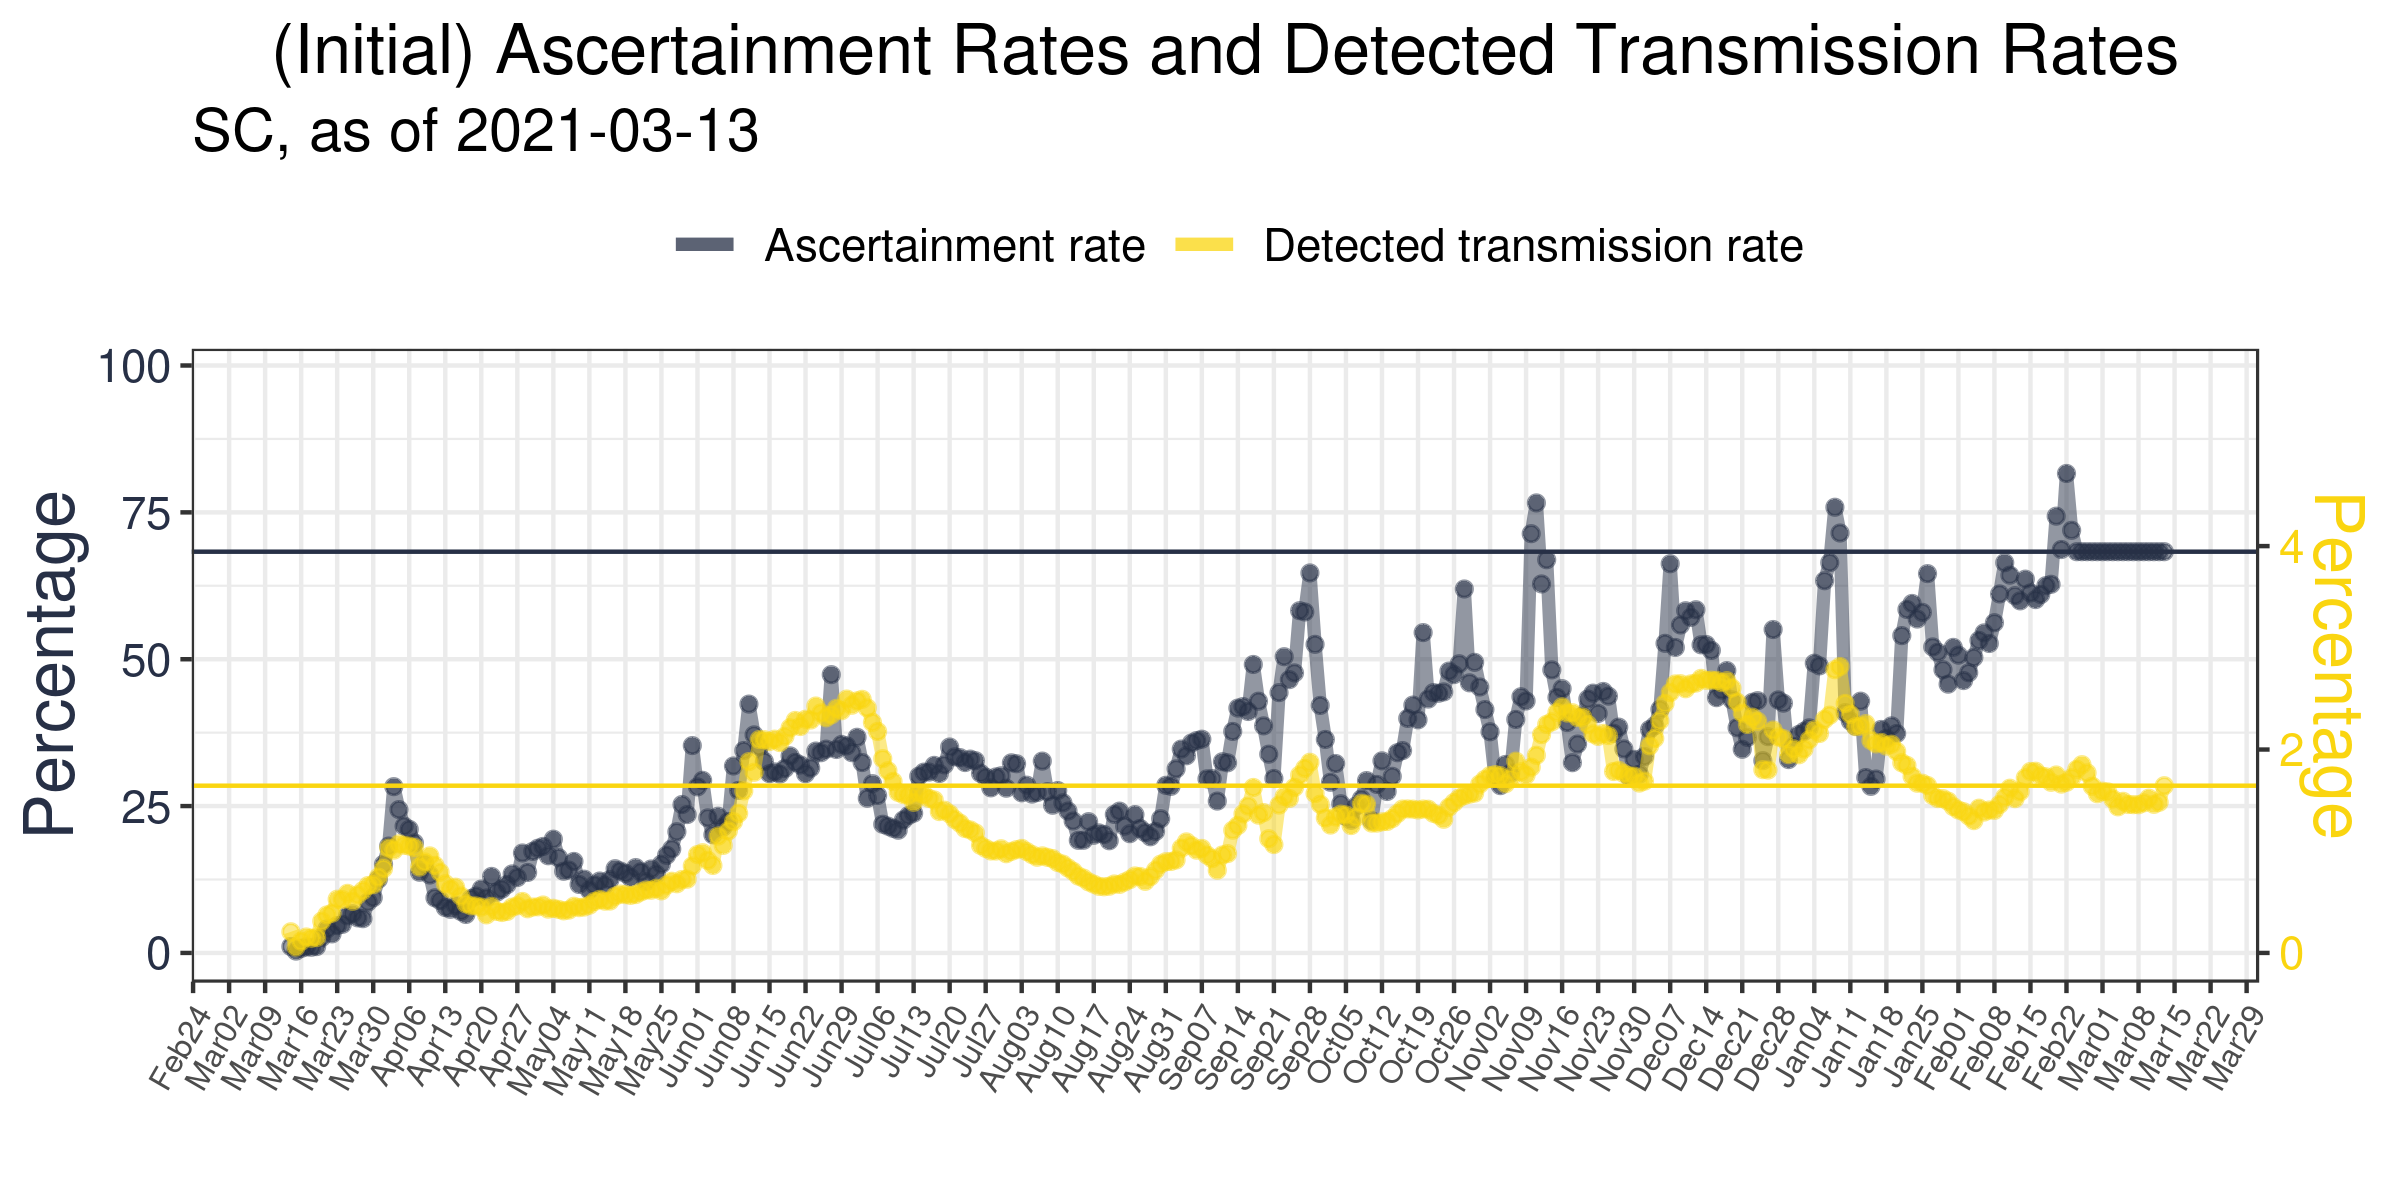 (Initial) Ascertainment Rates and Detected Transmission Rates
SC, as of 2021-03-13
Ascertainment rate
Detected transmission rate
Percentage
100
75
50
25
0
4
2
0
Percentage
Feb24
Mar02
Mar09
Mar16
Mar23
Mar30
Apr06
Apr13
Apr20
Apr27
May04
May11
May18
May25
Jun01
Jun08
Jun15
Jun22
Jun29
Jul06
Jul13
Jul20
Jul27
Aug03
Aug10
Aug17
Aug24
Aug31
Sep07
Sep14
Sep21
Sep28
Oct05
Oct12
Oct19
Oct26
Nov02
Nov09
Nov16
Nov23
Nov30
Dec07
Dec14
Dec21
Dec28
Jan04
Jan11
Jan18
Jan25
Feb01
Feb08
Feb15
Feb22
Mar01
Mar08
Mar15
Mar22
Mar29